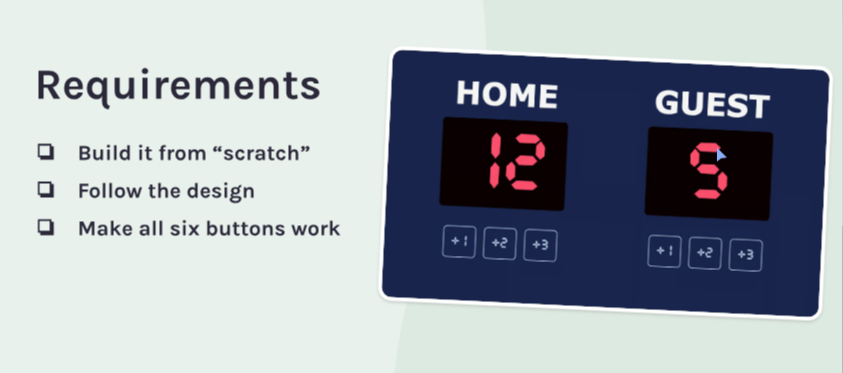 Requirements
Build it from “scratch”
Follow the design
Make all six buttons work
HOME GUEST
12 5
+1 +2 +3 +1 +2 +3